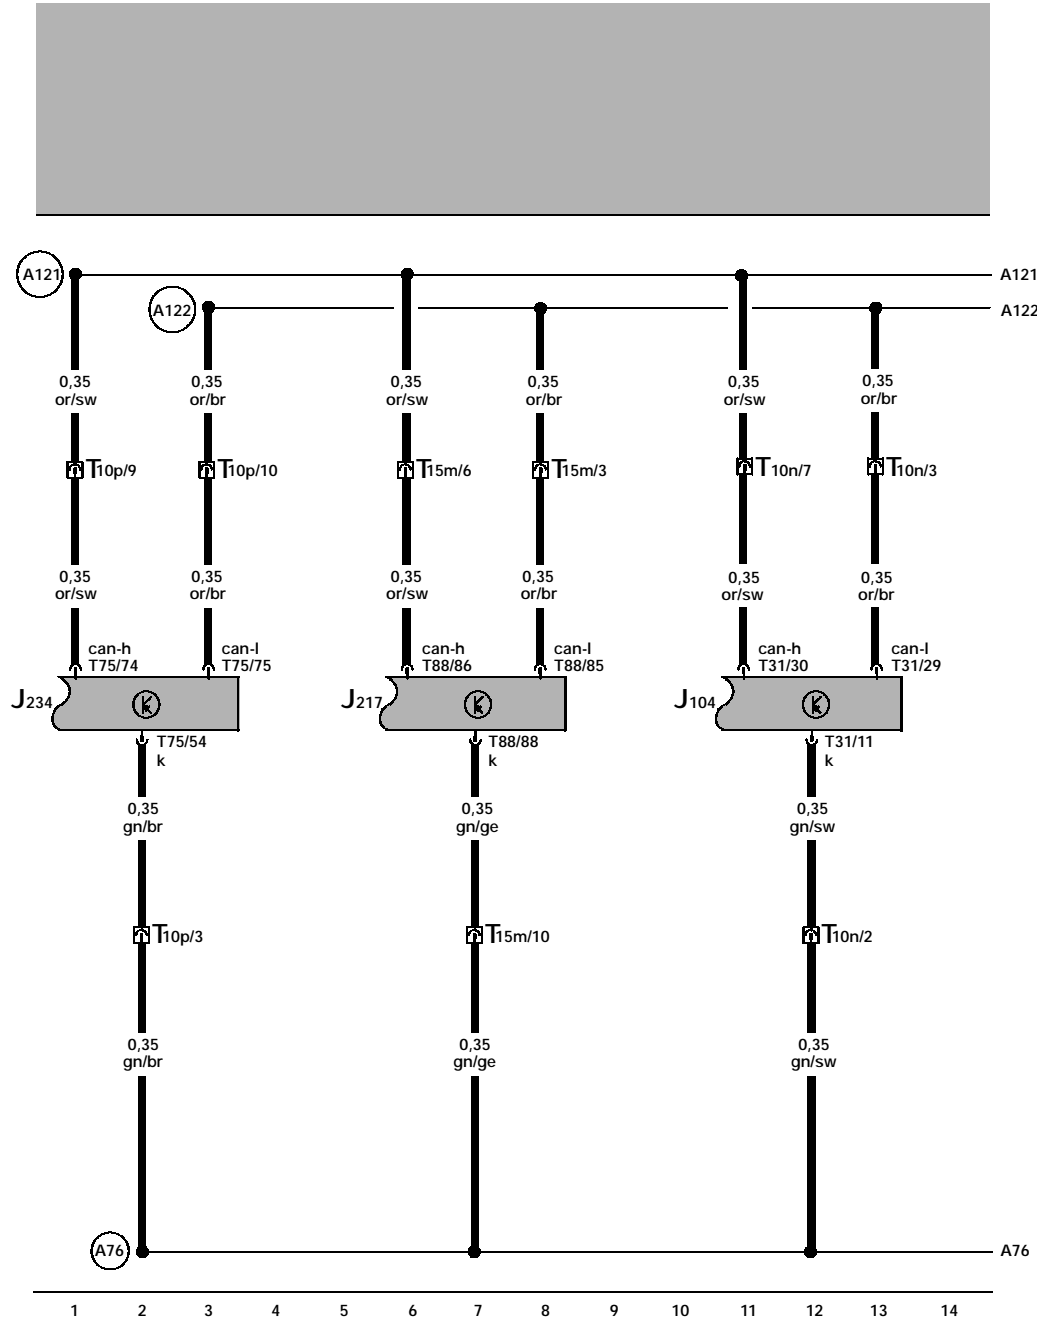 A121 A121
A122 A122
0,35 0,35 0,35 0,35 0,35 0,35
or/sw or/br or/sw or/br or/sw or/br
T10p/9 T10p/10 T15m/6 T15m/3 T10n/7 T10n/3
0,35 0,35 0,35 0,35 0,35 0,35
or/sw or/br or/sw or/br or/sw or/br
can-h can-l can-h can-l can-h can-l
T75/74 T75/75 T88/86 T88/85 T31/30 T31/29
J234 J217 J104
T75/54 T88/88 T31/11
k k k
0,35 0,35 0,35
gn/br gn/ge gn/sw
T10p/3 T15m/10 T10n/2
0,35 0,35 0,35
gn/br gn/ge gn/sw
A76 A76
1 2 3 4 5 6 7 8 9 10 11 12 13 14